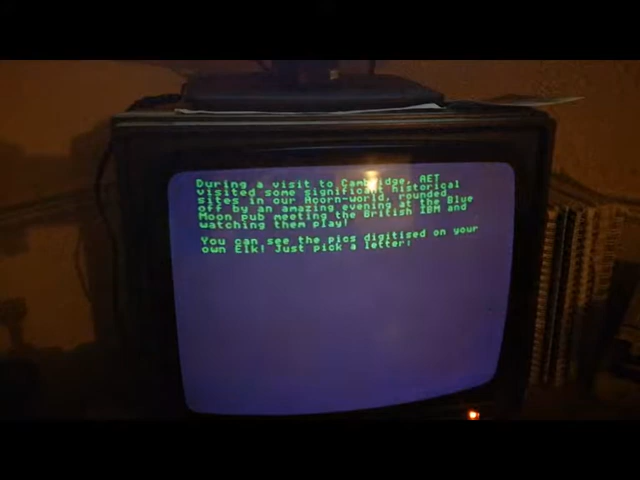 During a visit to Cambridge, AET
visited some significant historical
sites in our Acorn-world, rounded
off by an amazing evening at the Blue
Moon pub meeting the British IBM and
watching them play!
You can see the pics digitised on your
own Elk! Just pick a letter!